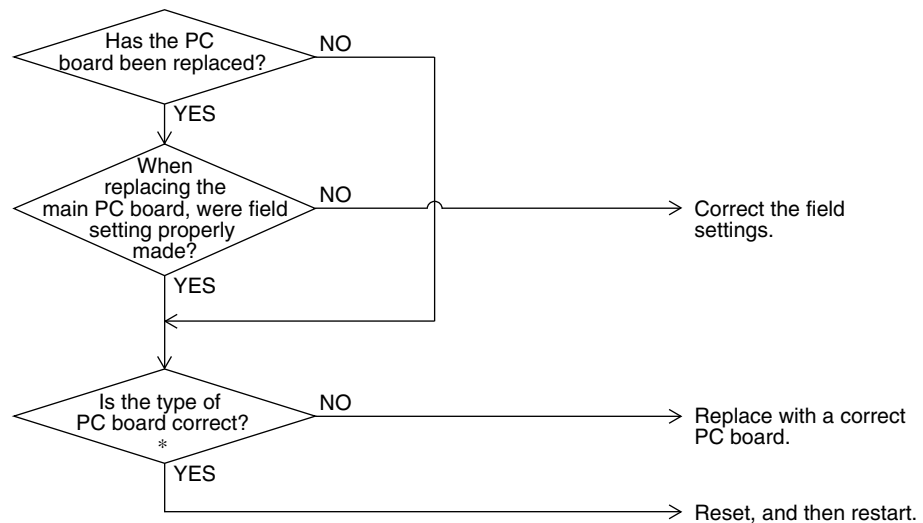 Has the PC
board been replaced?
NO
YES
When
replacing the
main PC board, were field
setting properly
made?
NO
Correct the field
settings.
YES
Is the type of
PC board correct?
*
NO
Replace with a correct
PC board.
YES
Reset, and then restart.